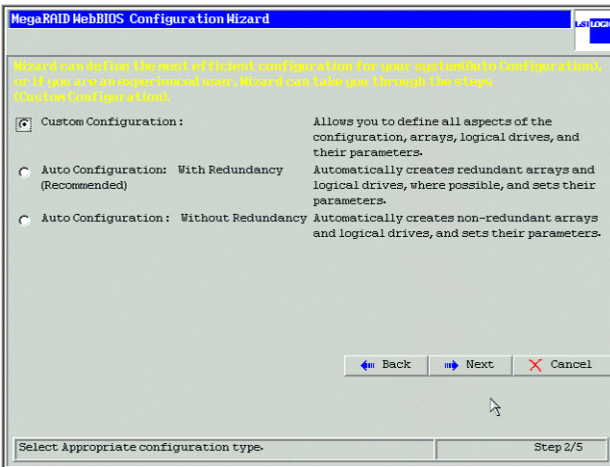 MegaRAID WebBIOS Configuration Wizard
LSI LOGIC
Wizard can define the most efficient configuration for your system(Auto Configuration),
or if you are an experienced user, Wizard can take you through the steps
(Custom Configuration).
Custom Configuration: Allows you to define all aspects of the
configuration, arrays, logical drives, and
their parameters.
Auto Configuration: With Redundancy Automatically creates redundant arrays and
(Recommended) logical drives, where possible, and sets their
parameters.
Auto Configuration: Without Redundancy Automatically creates non-redundant arrays
and logical drives, and sets their parameters.
Back Next Cancel
Select Appropriate configuration type. Step 2/5